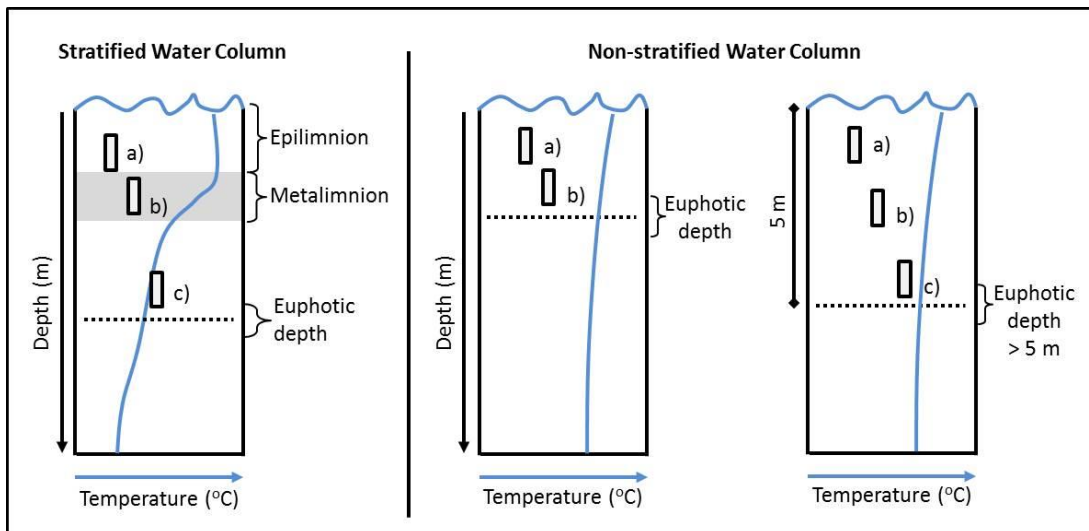 Stratified Water Column
Non-stratified Water Column
a)
b)
c)
Epilimnion
Metalimnion
Euphotic
depth
Depth (m)
Temperature (°C)
a)
b)
Euphotic
depth
Depth (m)
Temperature (°C)
a)
b)
c)
5 m
Euphotic
depth
> 5 m
Temperature (°C)